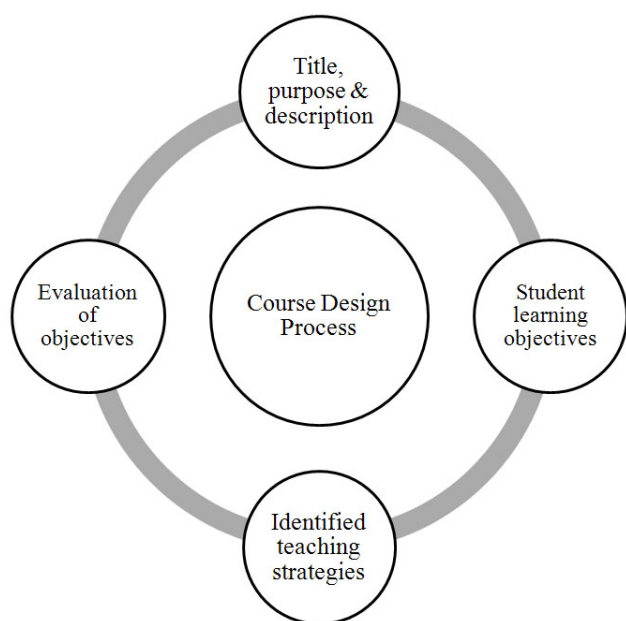 Title,
purpose &
description
Evaluation
of
objectives
Course Design
Process
Student
learning
objectives
Identified
teaching
strategies